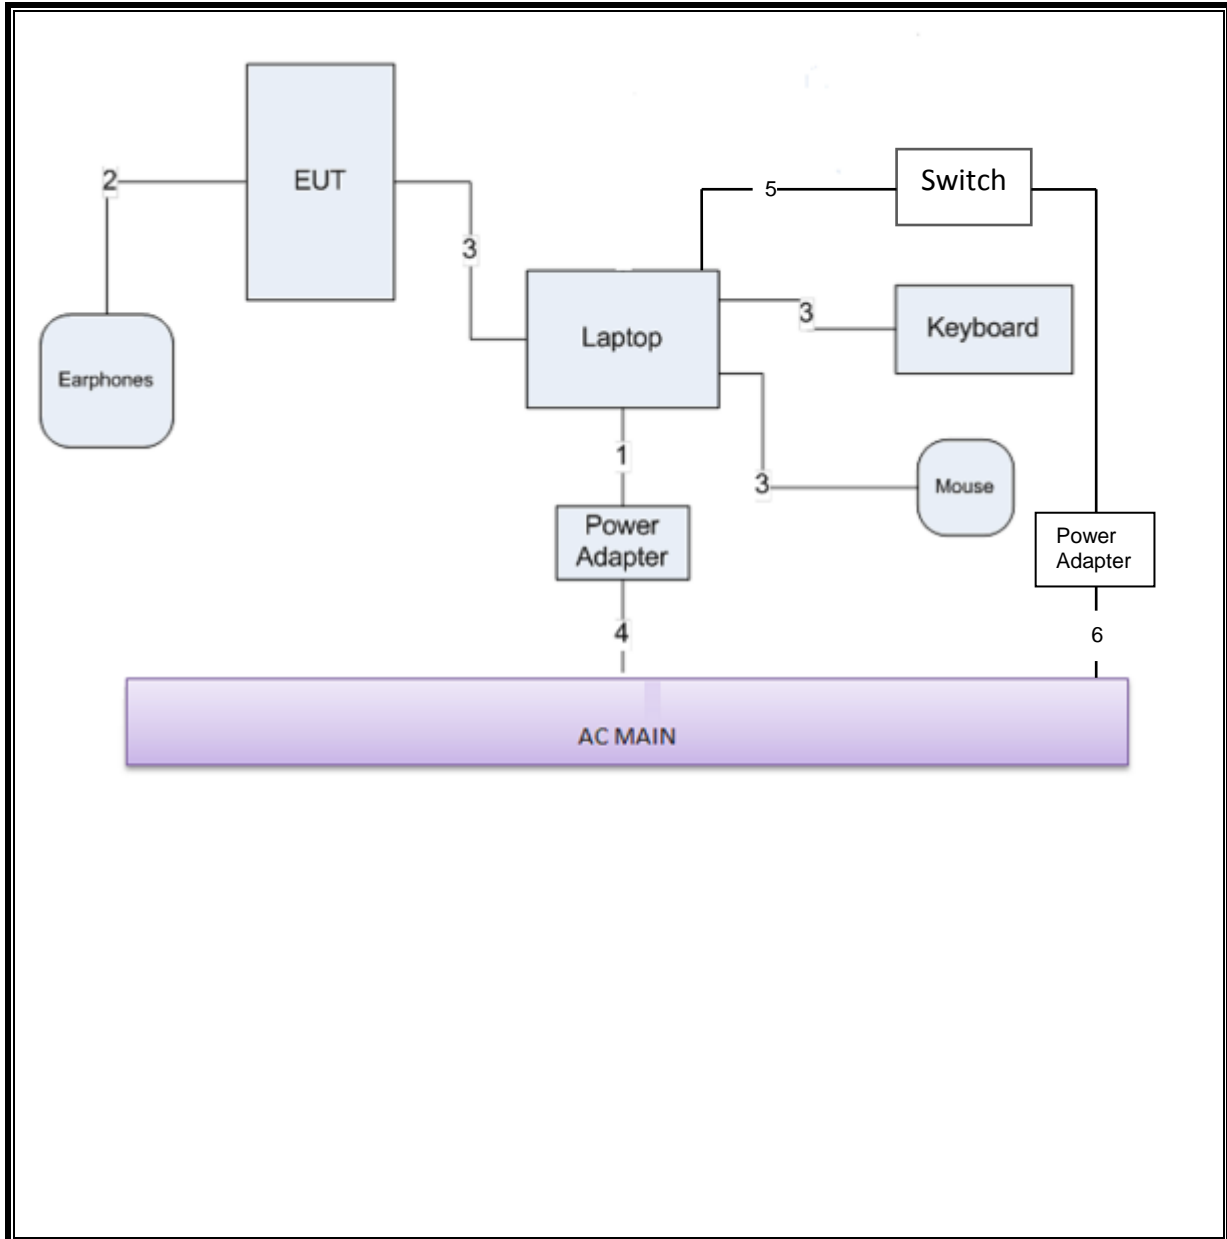 EUT
2
Switch
5
3
Keyboard
3
Laptop
Earphones
1
3
Mouse
Power
Adapter
Power
Adapter
4
6
AC MAIN